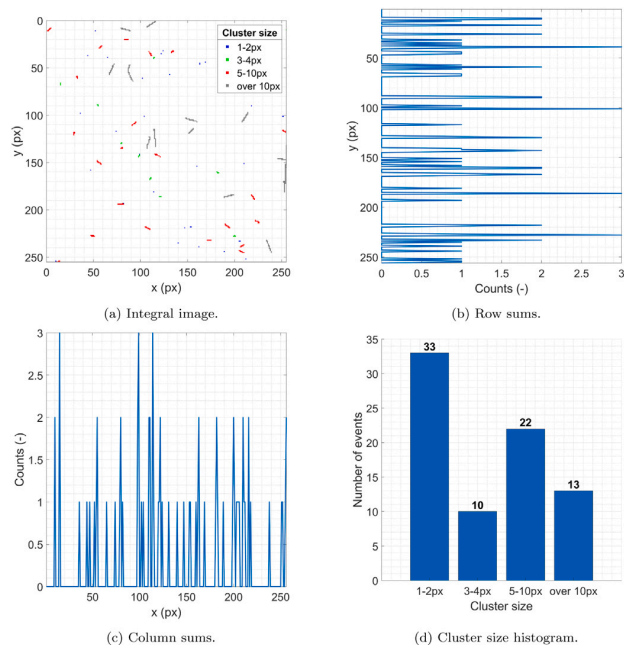 0
50
100
150
200
250
y (px)
Cluster size
1-2px
3-4px
5-10px
over 10px
0
50
100
150
200
250
x (px)
(a) Integral image.
50
100
150
200
250
y (px)
0
0.5
1
1.5
2
2.5
3
Counts (-)
(b) Row sums.
3
2.5
2
1.5
1
0.5
0
Counts (-)
50
100
150
200
250
x (px)
(c) Column sums.
35
30
25
20
15
10
5
0
Number of events
33
10
22
13
1-2px
3-4px
5-10px
over 10px
Cluster size
(d) Cluster size histogram.